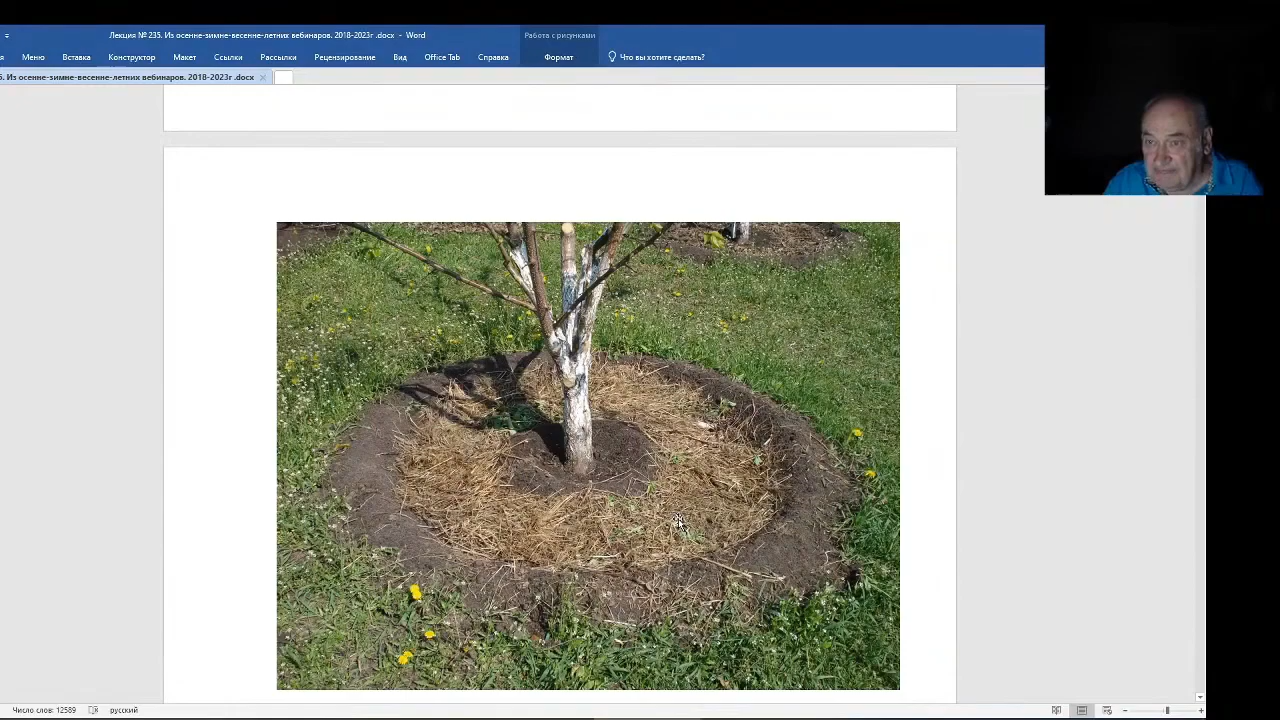 Лекция № 235. Из осенне-зимне-весенне-летних вебинаров. 2018-2023г .docx - Word
Работа с рисунками
Меню Вставка Конструктор Макет Ссылки Рассылки Рецензирование Вид Office Tab Справка Формат Что вы хотите сделать?
Из осенне-зимне-весенне-летних вебинаров. 2018-2023г .docx
Число слов: 12589 русский